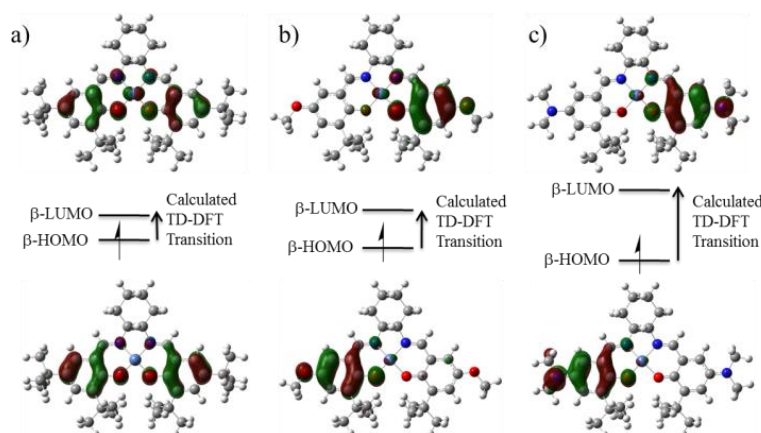 a)
b)
c)
β-LUMO
β-HOMO
Calculated
TD-DFT
Transition
β-LUMO
β-HOMO
Calculated
TD-DFT
Transition
β-LUMO
β-HOMO
Calculated
TD-DFT
Transition